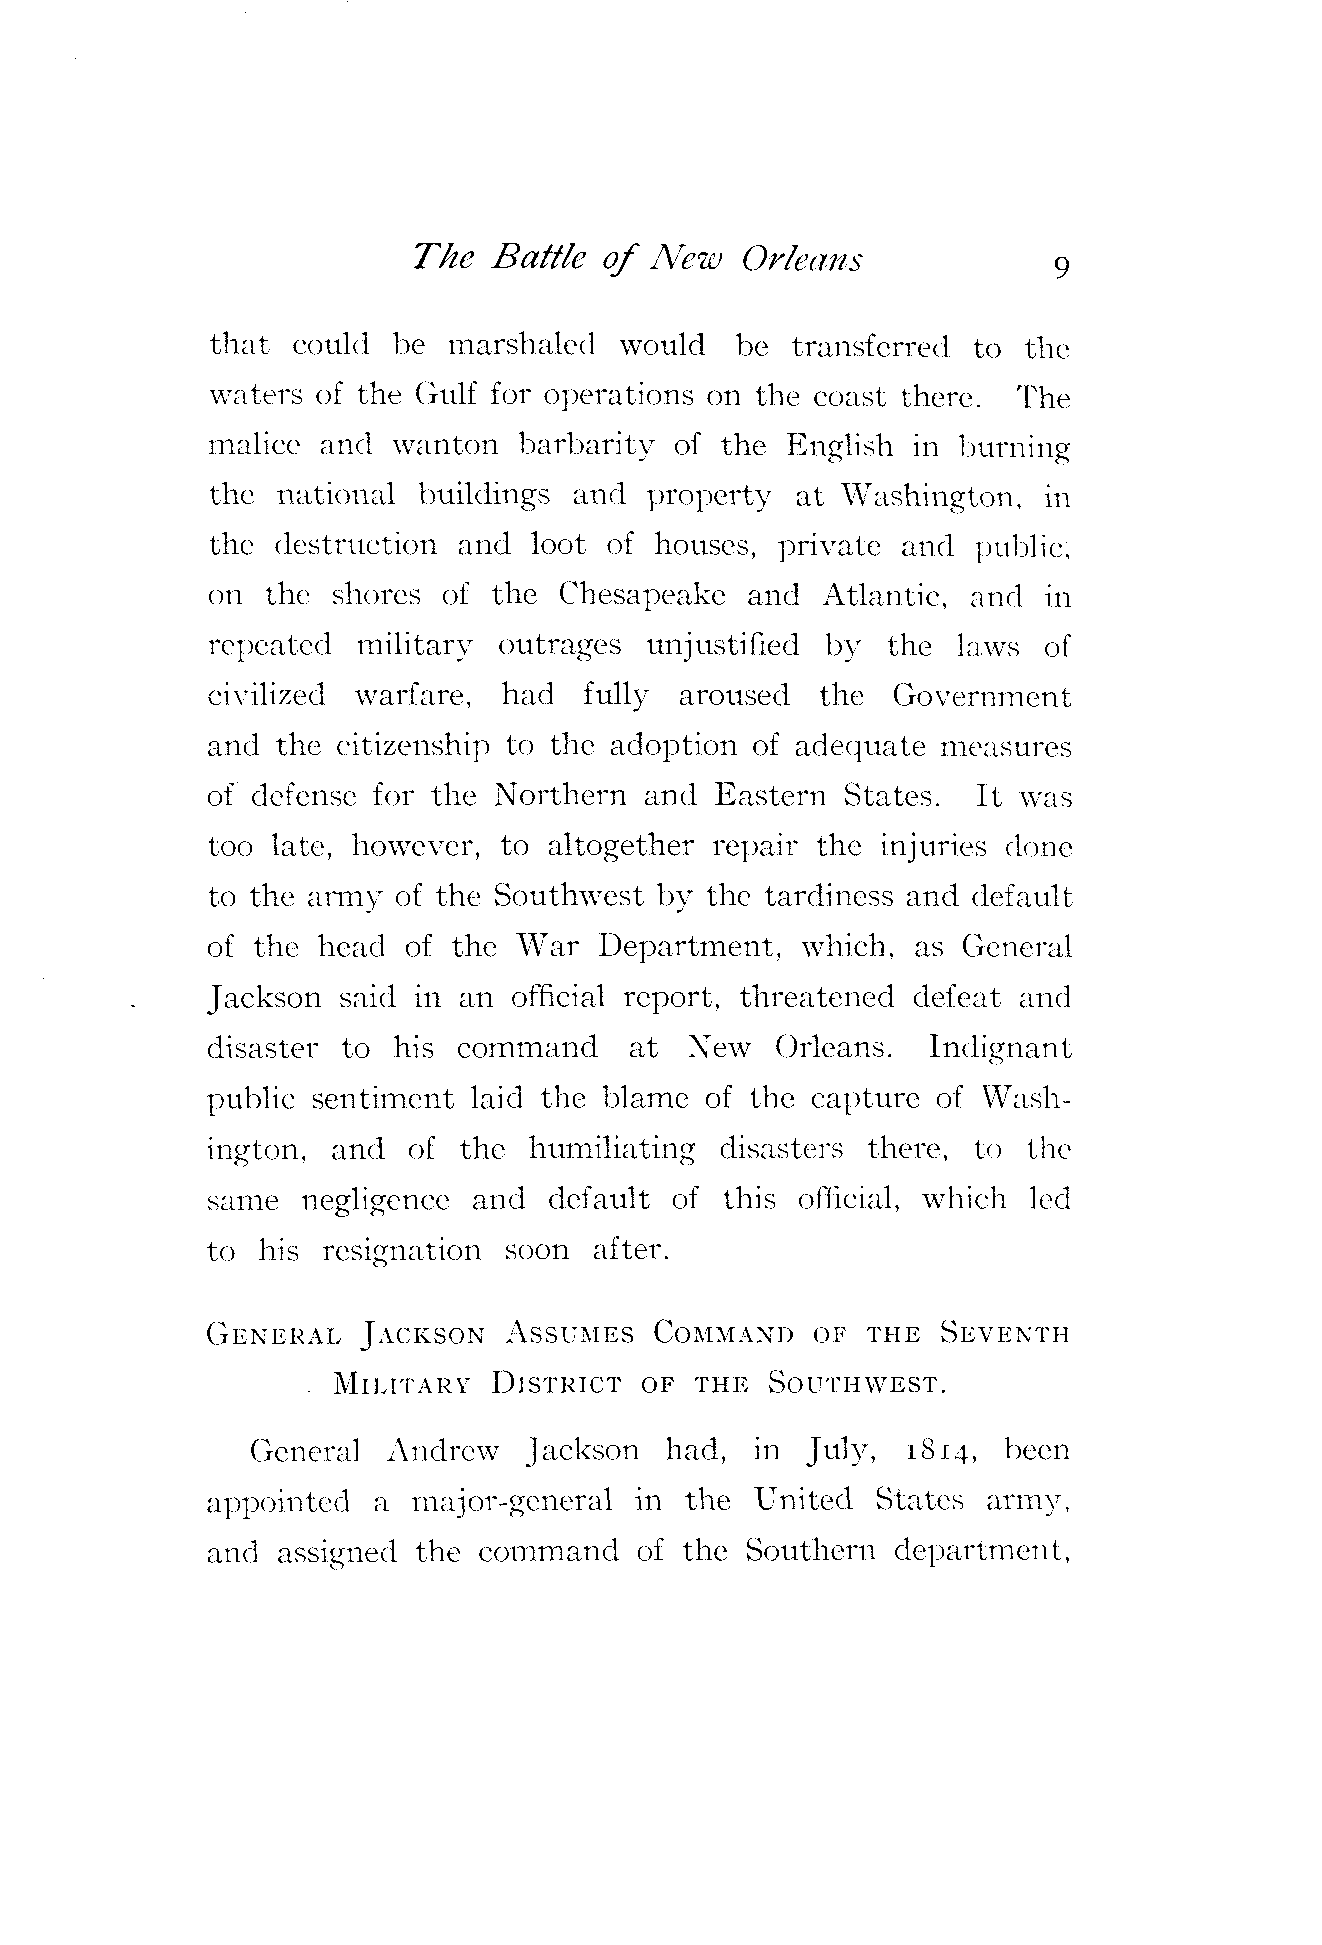 The Battle of New Orleans 9
that could be marshaled would be transferred to the
waters of the Gulf for operations on the coast there. The
malice and wanton barbarity of the English in burning
the national buildings and property at Washington, in
the destruction and loot of houses, private and public,
on the shores of the Chesapeake and Atlantic, and in
repeated military outrages unjustified by the laws of
civilized warfare, had fully aroused the Government
and the citizenship to the adoption of adequate measures
of defense for the Northern and Eastern States. It was
too late, however, to altogether repair the injuries done
to the army of the Southwest by the tardiness and default
of the head of the War Department, which, as General
Jackson said in an official report, threatened defeat and
disaster to his command at New Orleans. Indignant
public sentiment laid the blame of the capture of Wash-
ington, and of the humiliating disasters there, to the
same negligence and default of this official, which led
to his resignation soon after.
General Jackson Assumes Command of the Seventh
Military District of the Southwest.
General Andrew Jackson had, in July, 1814, been
appointed a major-general in the United States army,
and assigned the command of the Southern department,